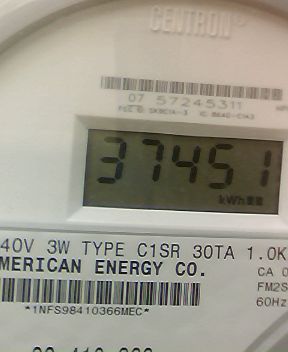 CENTRON®
07 57245311
37451
kWh
40V 3W TYPE C1SR 30TA 1.0K
MERICAN ENERGY CO.
CA 0
FM2S
60Hz
*1NFS98410366MEC*